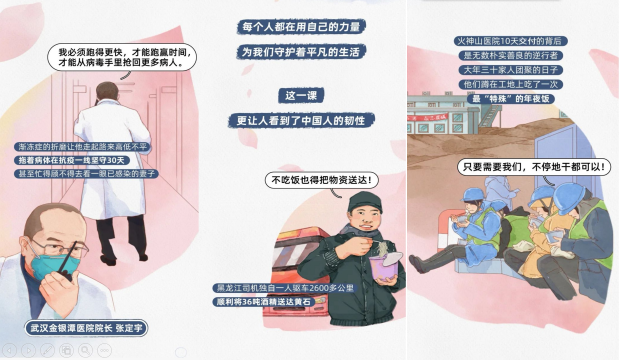 我必须跑得更快，才能跑赢时间，
才能从病毒手里抢回更多病人。
渐冻症的折磨让他走起路来高低不平
拖着病体在抗疫一线坚守30天
甚至忙得顾不得去看一眼已感染的妻子
武汉金银潭医院院长 张定宇
每个人都在用自己的力量
为我们守护着平凡的生活
这一课
更让人看到了中国人的韧性
不吃饭也得把物资送达！
黑龙江司机独自一人驱车2600多公里
顺利将36吨酒精送达黄石
火神山医院10天交付的背后
是无数朴实善良的逆行者
大年三十家人团聚的日子
他们蹲在工地上吃了一次
最“特殊”的年夜饭
只要需要我们，不停地干都可以！